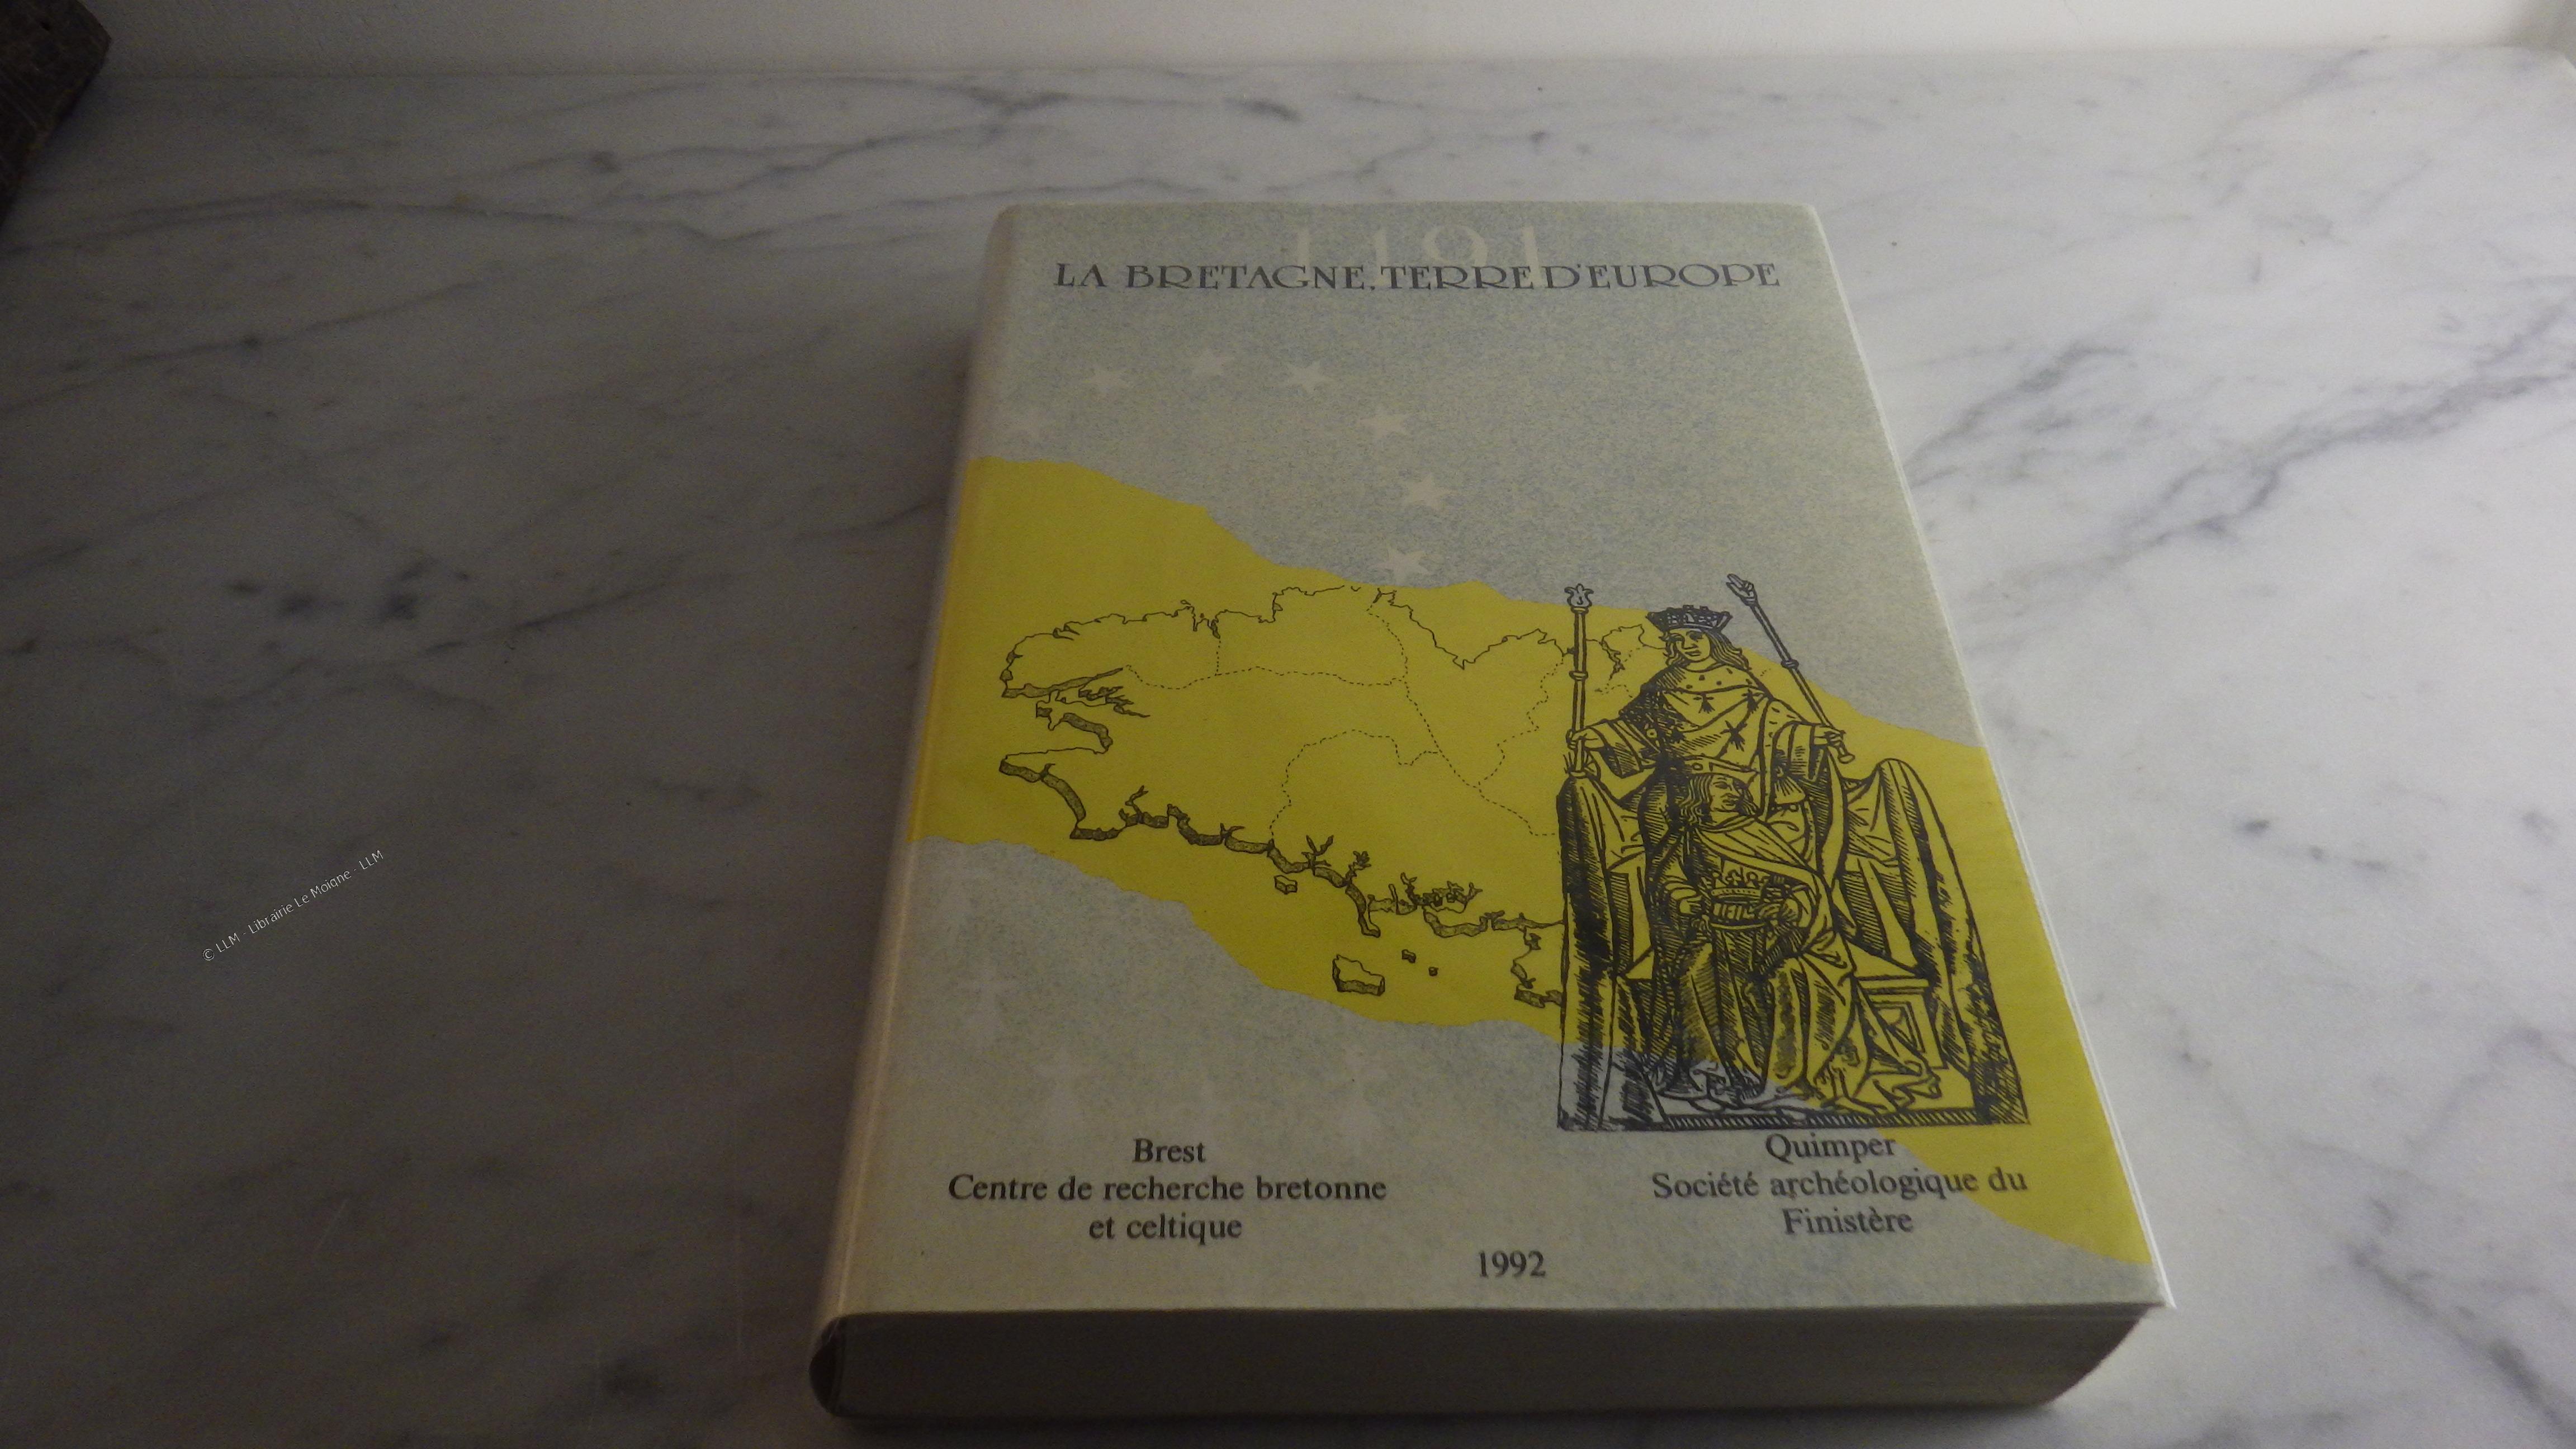 1491
LA BRETAGNE, TERRE D'EUROPE
© LLM - Librairie Le Moigne - LLM
Brest
Centre de recherche bretonne
et celtique
Quimper
Société archéologique du
Finistère
1992